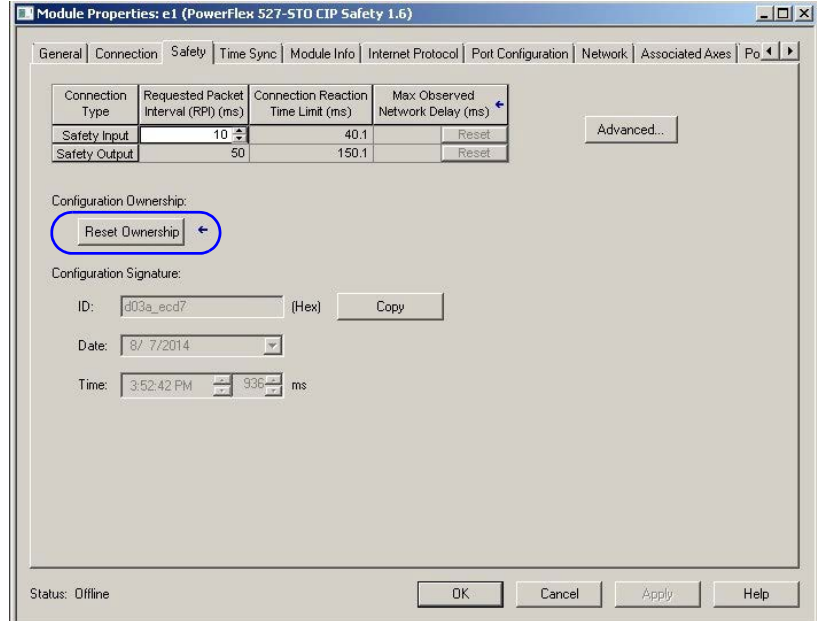 Module Properties: e1 (PowerFlex 527-STO CIP Safety 1.6)
General Connection Safety Time Sync Module Info Internet Protocol Port Configuration Network Associated Axes Po
Connection Type Requested Packet Interval (RPI) (ms) Connection Reaction Time Limit (ms) Max Observed Network Delay (ms)
Safety Input 10 40.1 Reset
Safety Output 50 150.1 Reset
Advanced...
Configuration Ownership:
Reset Ownership
Configuration Signature:
ID: d03a_ecd7 (Hex) Copy
Date: 8/ 7/2014
Time: 3:52:42 PM 936 ms
Status: Offline OK Cancel Apply Help